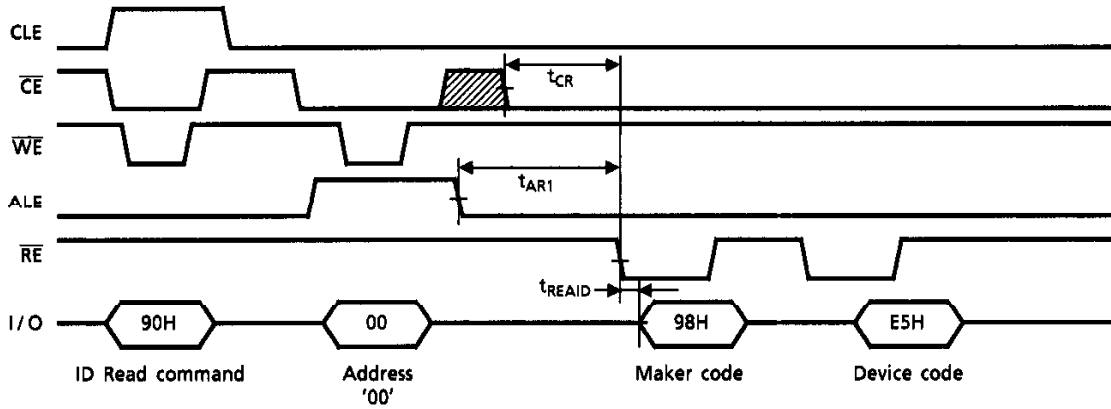 CLE
CE
tCR
WE
ALE
tAR1
RE
tREAID
I/O 90H 00 98H E5H
ID Read command Address Maker code Device code
'00'